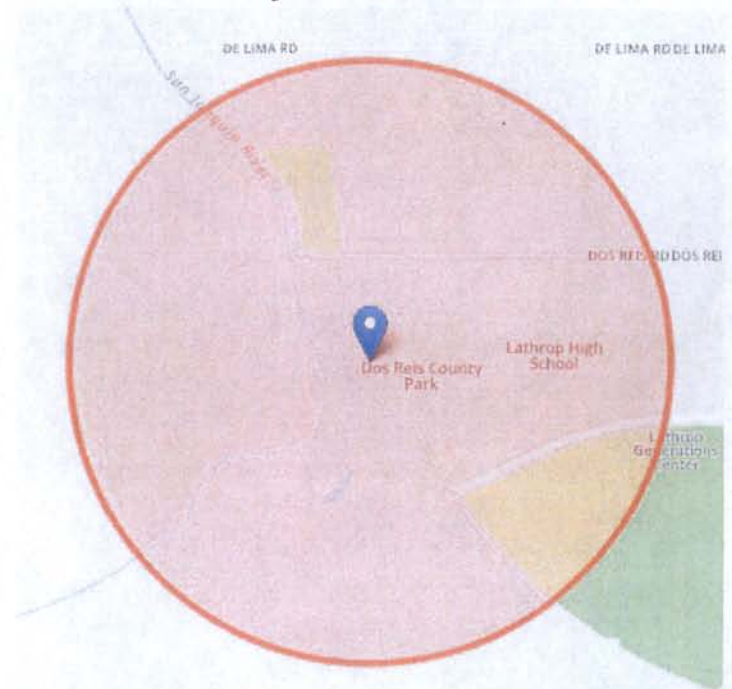 DE LIMA RD
DE LIMA RD DE LIMA
San Joaquin River
DOS REIS RD DOS REI
Lathrop High
School
Dos Reis County
Park
Lathrop
Generations
Center